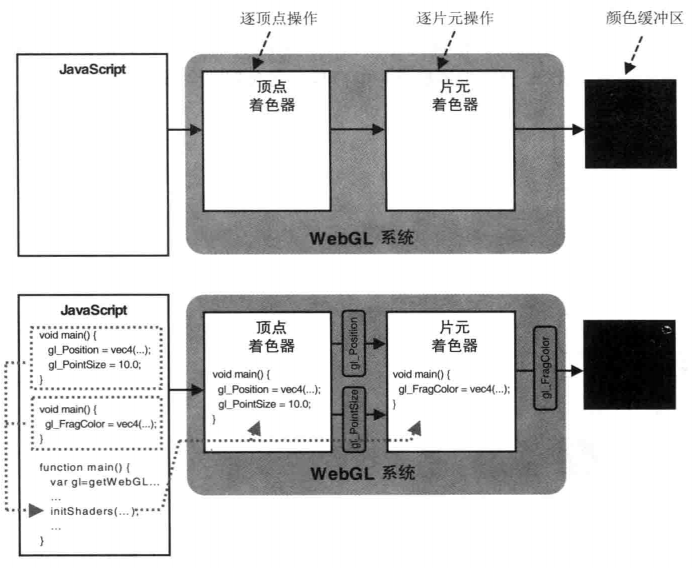 逐顶点操作
逐片元操作
颜色缓冲区
JavaScript
顶点
着色器
片元
着色器
WebGL 系统
JavaScript
void main() {
gl_Position = vec4(...);
gl_PointSize = 10.0;
}
void main() {
gl_FragColor = vec4(...);
}
function main() {
var gl=getWebGL...
...
initShaders(...);
...
}
顶点
着色器
void main() {
gl_Position = vec4(...);
gl_PointSize = 10.0;
}
gl_Position
gl_PointSize
片元
着色器
void main() {
gl_FragColor = vec4(...);
}
gl_FragColor
WebGL 系统